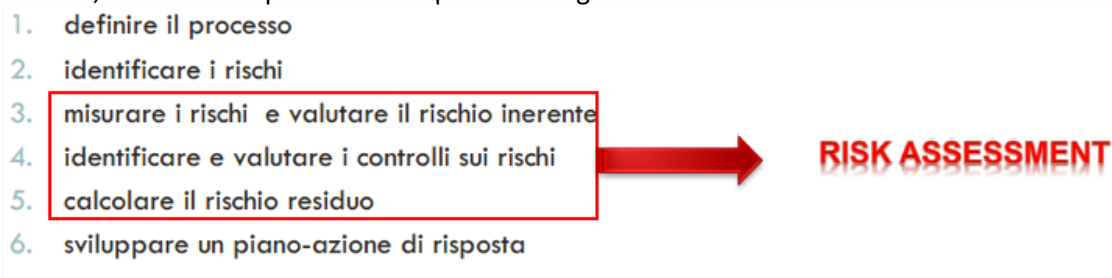 1. definire il processo
2. identificare i rischi
3. misurare i rischi e valutare il rischio inerente
4. identificare e valutare i controlli sui rischi
RISK ASSESSMENT
5. calcolare il rischio residuo
6. sviluppare un piano-azione di risposta